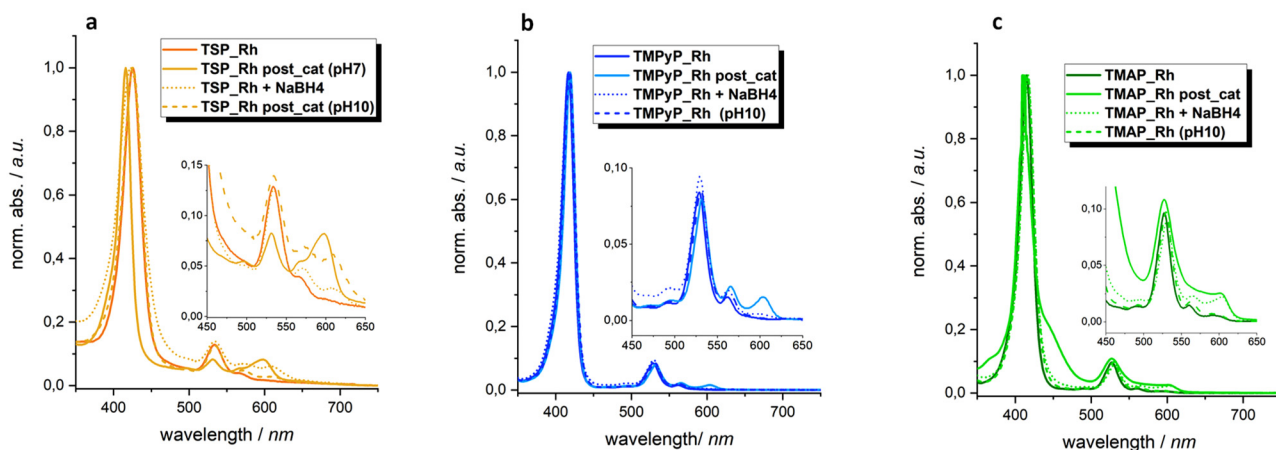 a
TSP_Rh
TSP_Rh post_cat (pH7)
TSP_Rh + NaBH4
TSP_Rh post_cat (pH10)
norm. abs. / a.u.
1,0
0,8
0,6
0,4
0,2
0,0
400 500 600 700
wavelength / nm
0,15
0,10
0,05
0,00
450 500 550 600 650
b
TMPyP_Rh
TMPyP_Rh post_cat
TMPyP_Rh + NaBH4
TMPyP_Rh (pH10)
norm. abs. / a.u.
1,0
0,8
0,6
0,4
0,2
0,0
400 500 600 700
wavelength/ nm
0,10
0,05
0,00
450 500 550 600 650
c
TMAP_Rh
TMAP_Rh post_cat
TMAP_Rh + NaBH4
TMAP_Rh (pH10)
norm. abs. / a.u.
1,0
0,8
0,6
0,4
0,2
0,0
400 500 600 700
wavelength / nm
0,10
0,05
0,00
450 500 550 600 650